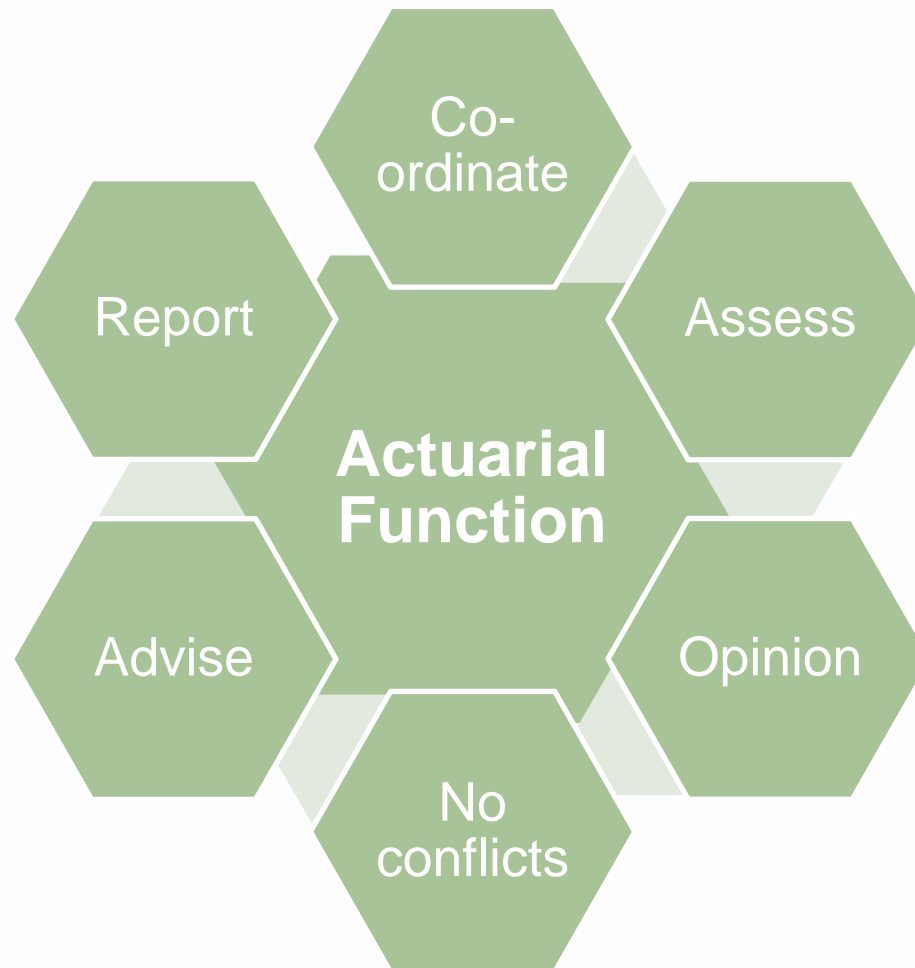 Co-
ordinate
Report
Assess
Actuarial
Function
Advise
Opinion
No
conflicts